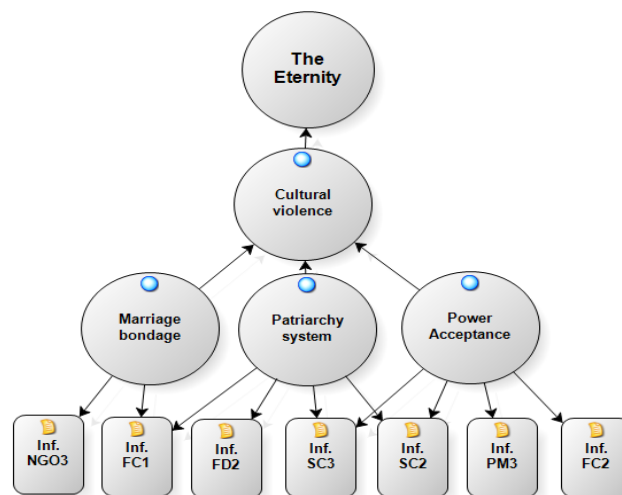 The
Eternity
Cultural
violence
Marriage
bondage
Patriarchy
system
Power
Acceptance
Inf.
NGO3
Inf.
FC1
Inf.
FD2
Inf.
SC3
Inf.
SC2
Inf.
PM3
Inf.
FC2